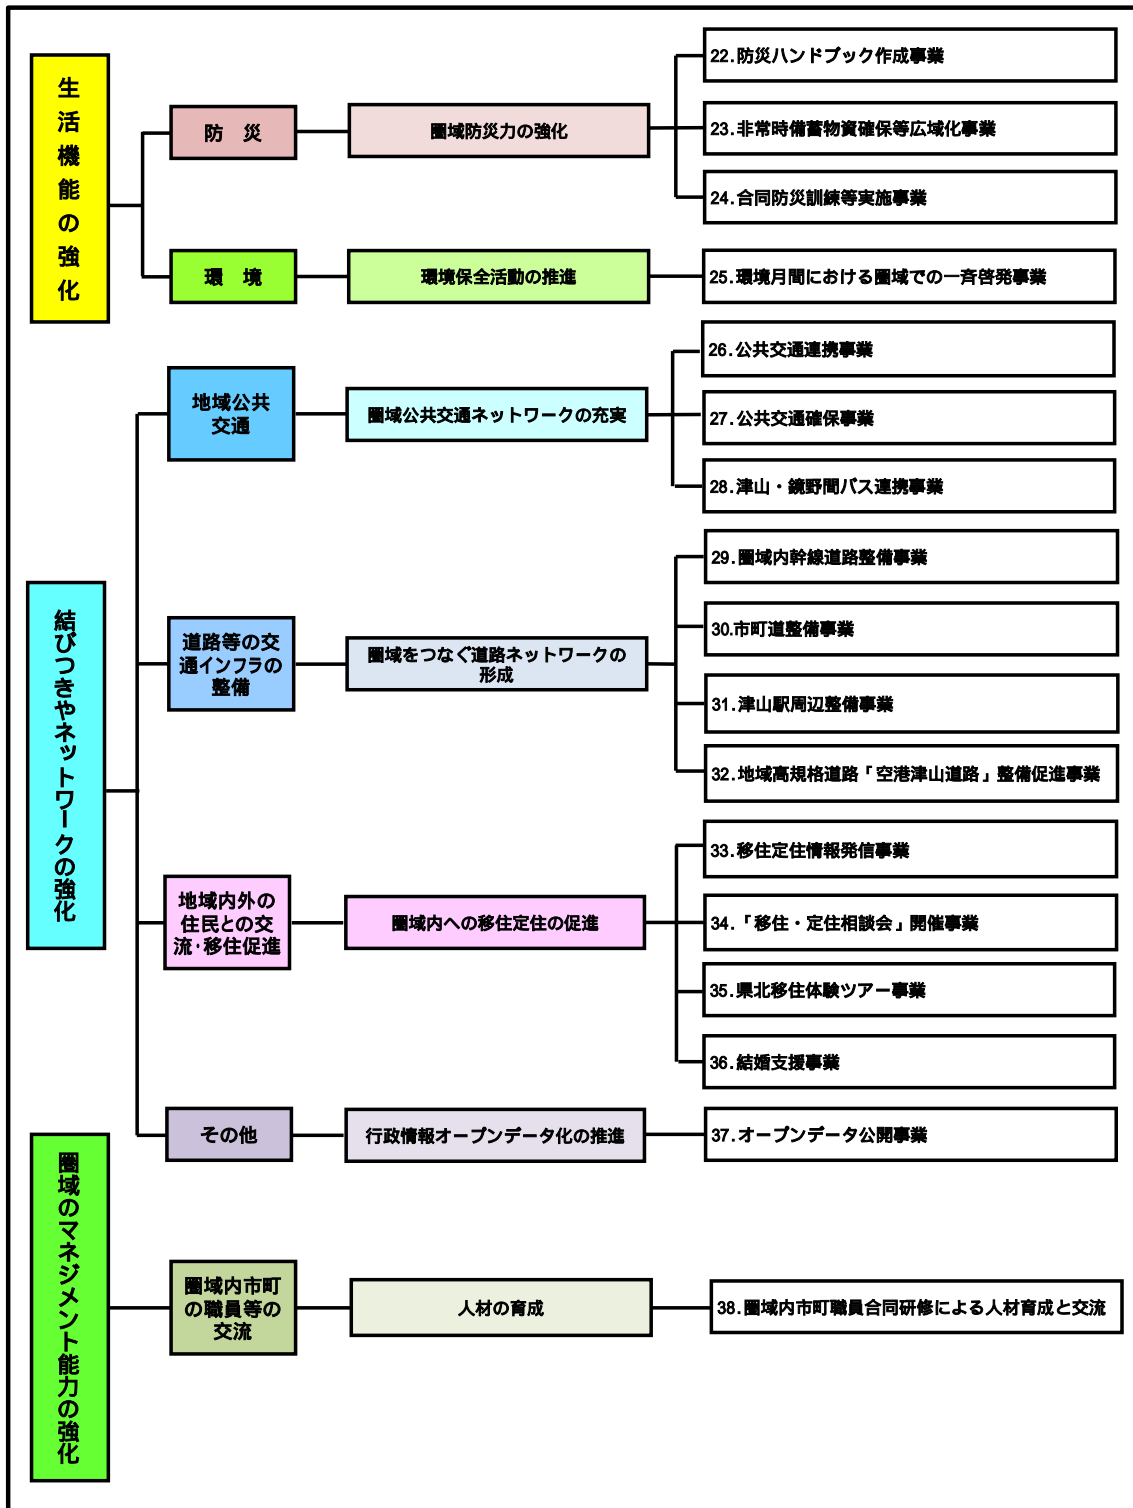 生活機能の強化
防 災
圏域防災力の強化
22.防災ハンドブック作成事業
23.非常時備蓄物資確保等広域化事業
24.合同防災訓練等実施事業
環 境
環境保全活動の推進
25.環境月間における圏域での一斉啓発事業
結びつきやネットワークの強化
地域公共
交通
圏域公共交通ネットワークの充実
26.公共交通連携事業
27.公共交通確保事業
28.津山・鏡野間バス連携事業
道路等の交
通インフラの
整備
圏域をつなぐ道路ネットワークの
形成
29.圏域内幹線道路整備事業
30.市町道整備事業
31.津山駅周辺整備事業
32.地域高規格道路「空港津山道路」整備促進事業
地域内外の
住民との交
流・移住促進
圏域内への移住定住の促進
33.移住定住情報発信事業
34.「移住・定住相談会」開催事業
35.県北移住体験ツアー事業
36.結婚支援事業
その他
行政情報オープンデータ化の推進
37.オープンデータ公開事業
圏域のマネジメント能力の強化
圏域内市町
の職員等の
交流
人材の育成
38.圏域内市町職員合同研修による人材育成と交流